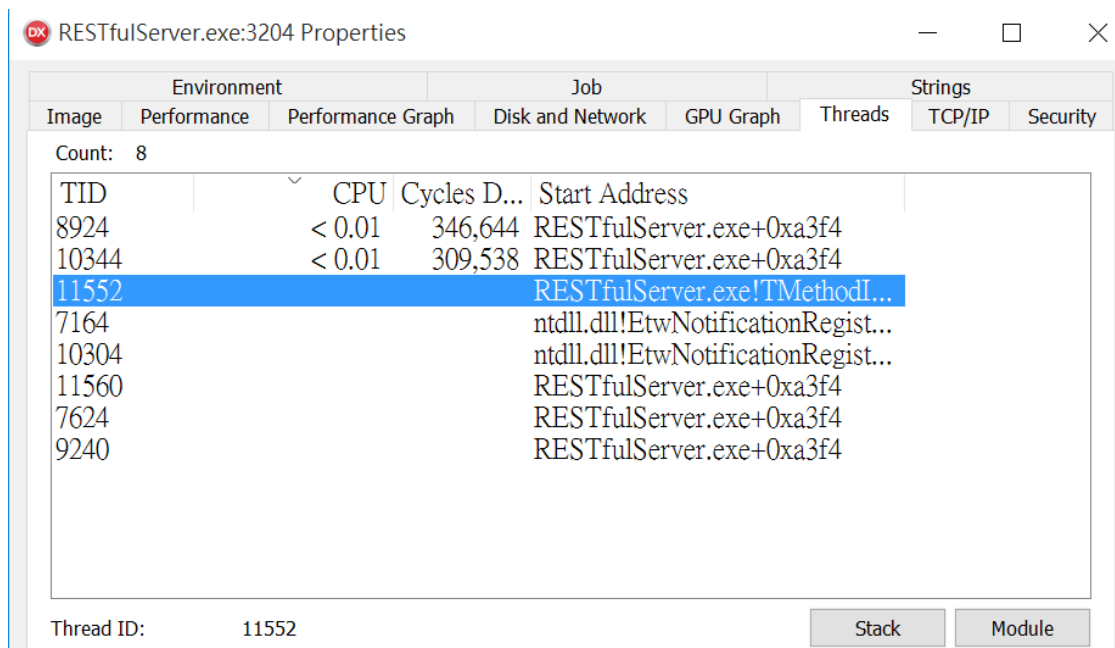 DX RESTfulServer.exe:3204 Properties
Environment Job Strings
Image Performance Performance Graph Disk and Network GPU Graph Threads TCP/IP Security
Count: 8
TID CPU Cycles D... Start Address
8924 < 0.01 346,644 RESTfulServer.exe+0xa3f4
10344 < 0.01 309,538 RESTfulServer.exe+0xa3f4
11552 RESTfulServer.exe!TMethodI...
7164 ntdll.dll!EtwNotificationRegist...
10304 ntdll.dll!EtwNotificationRegist...
11560 RESTfulServer.exe+0xa3f4
7624 RESTfulServer.exe+0xa3f4
9240 RESTfulServer.exe+0xa3f4
Thread ID: 11552 Stack Module